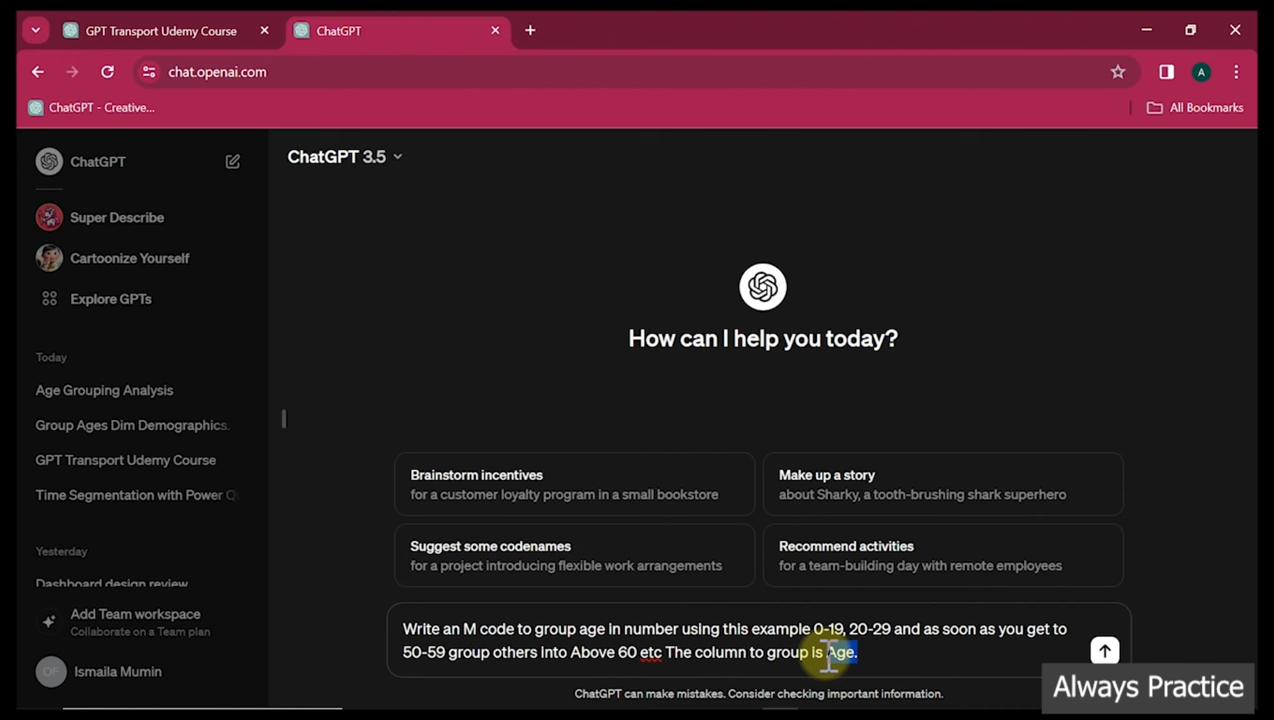 GPT Transport Udemy Course
ChatGPT
chat.openai.com
A
ChatGPT - Creative...
All Bookmarks
ChatGPT
ChatGPT 3.5
Super Describe
Cartoonize Yourself
Explore GPTs
How can I help you today?
Today
Age Grouping Analysis
Group Ages Dim Demographics.
GPT Transport Udemy Course
Time Segmentation with Power Q
Yesterday
Dashboard design review
Brainstorm incentives
for a customer loyalty program in a small bookstore
Make up a story
about Sharky, a tooth-brushing shark superhero
Suggest some codenames
for a project introducing flexible work arrangements
Recommend activities
for a team-building day with remote employees
Add Team workspace
Collaborate on a Team plan
IM
Ismaila Mumin
Write an M code to group age in number using this example 0-19, 20-29 and as soon as you get to
50-59 group others into Above 60 etc The column to group is Age.
ChatGPT can make mistakes. Consider checking important information.
Always Practice